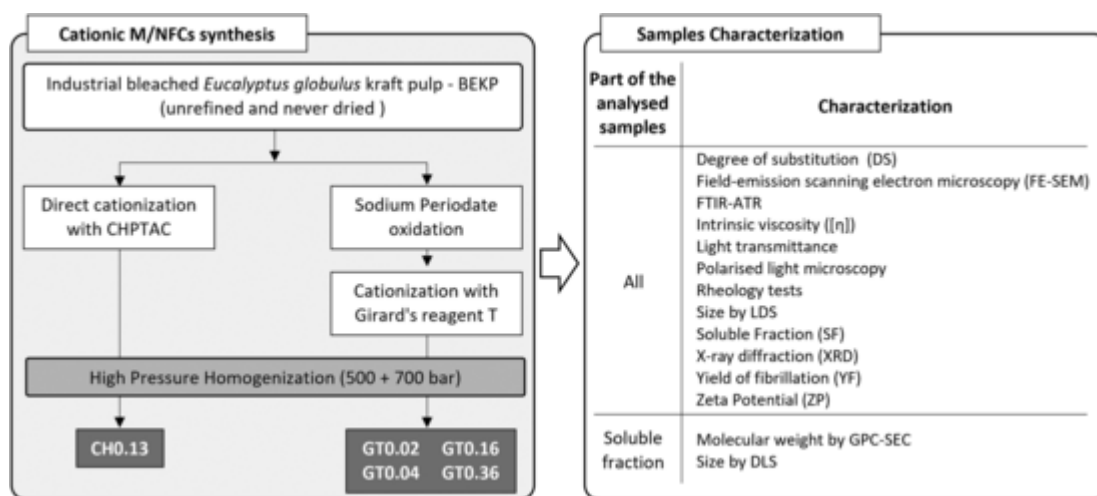 Cationic M/NFCs synthesis
Industrial bleached Eucalyptus globulus kraft pulp - BEKP
(unrefined and never dried )
Direct cationization
with CHPTAC
Sodium Periodate
oxidation
Cationization with
Girard's reagent T
High Pressure Homogenization (500 + 700 bar)
CH0.13
GT0.02 GT0.16
GT0.04 GT0.36
Samples Characterization
Part of the
analysed
samples
Characterization
All
Degree of substitution (DS)
Field-emission scanning electron microscopy (FE-SEM)
FTIR-ATR
Intrinsic viscosity ([η])
Light transmittance
Polarised light microscopy
Rheology tests
Size by LDS
Soluble Fraction (SF)
X-ray diffraction (XRD)
Yield of fibrillation (YF)
Zeta Potential (ZP)
Soluble
fraction
Molecular weight by GPC-SEC
Size by DLS